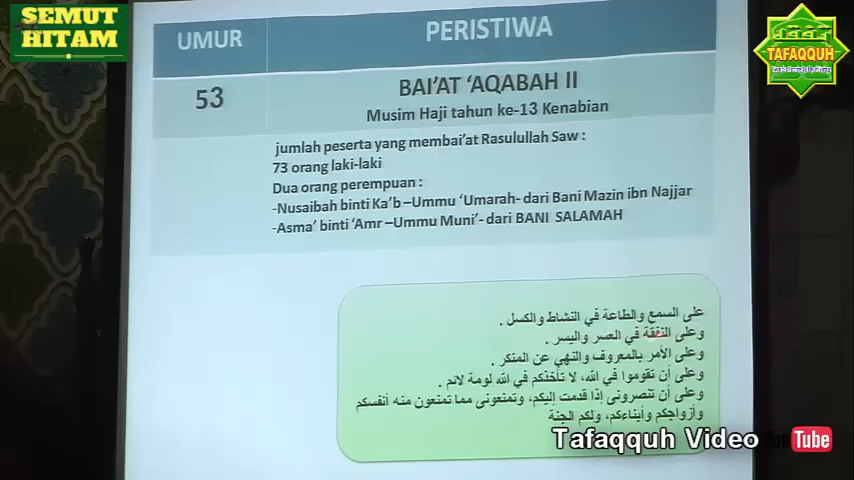 SEMUT
HITAM
TAFAQQUH
UMUR
PERISTIWA
53
BAI'AT 'AQABAH II
Musim Haji tahun ke-13 Kenabian
jumlah peserta yang membai'at Rasulullah Saw :
73 orang laki-laki
Dua orang perempuan :
-Nusaibah binti Ka'b –Ummu 'Umarah- dari Bani Mazin ibn Najjar
-Asma' binti 'Amr –Ummu Muni'- dari BANI SALAMAH
على السمع والطاعة في النشاط والكسل .
وعلى النفقة في العسر واليسر .
وعلى الأمر بالمعروف والنهي عن المنكر .
وعلى أن تقوموا في الله، لا تأخذكم في الله لومة لائم .
وعلى أن تنصرونى إذا قدمت إليكم، وتمنعونى مما تمنعون منه أنفسكم
وأزواجكم وأبناءكم، ولكم الجنة
Tafaqquh Video
YouTube